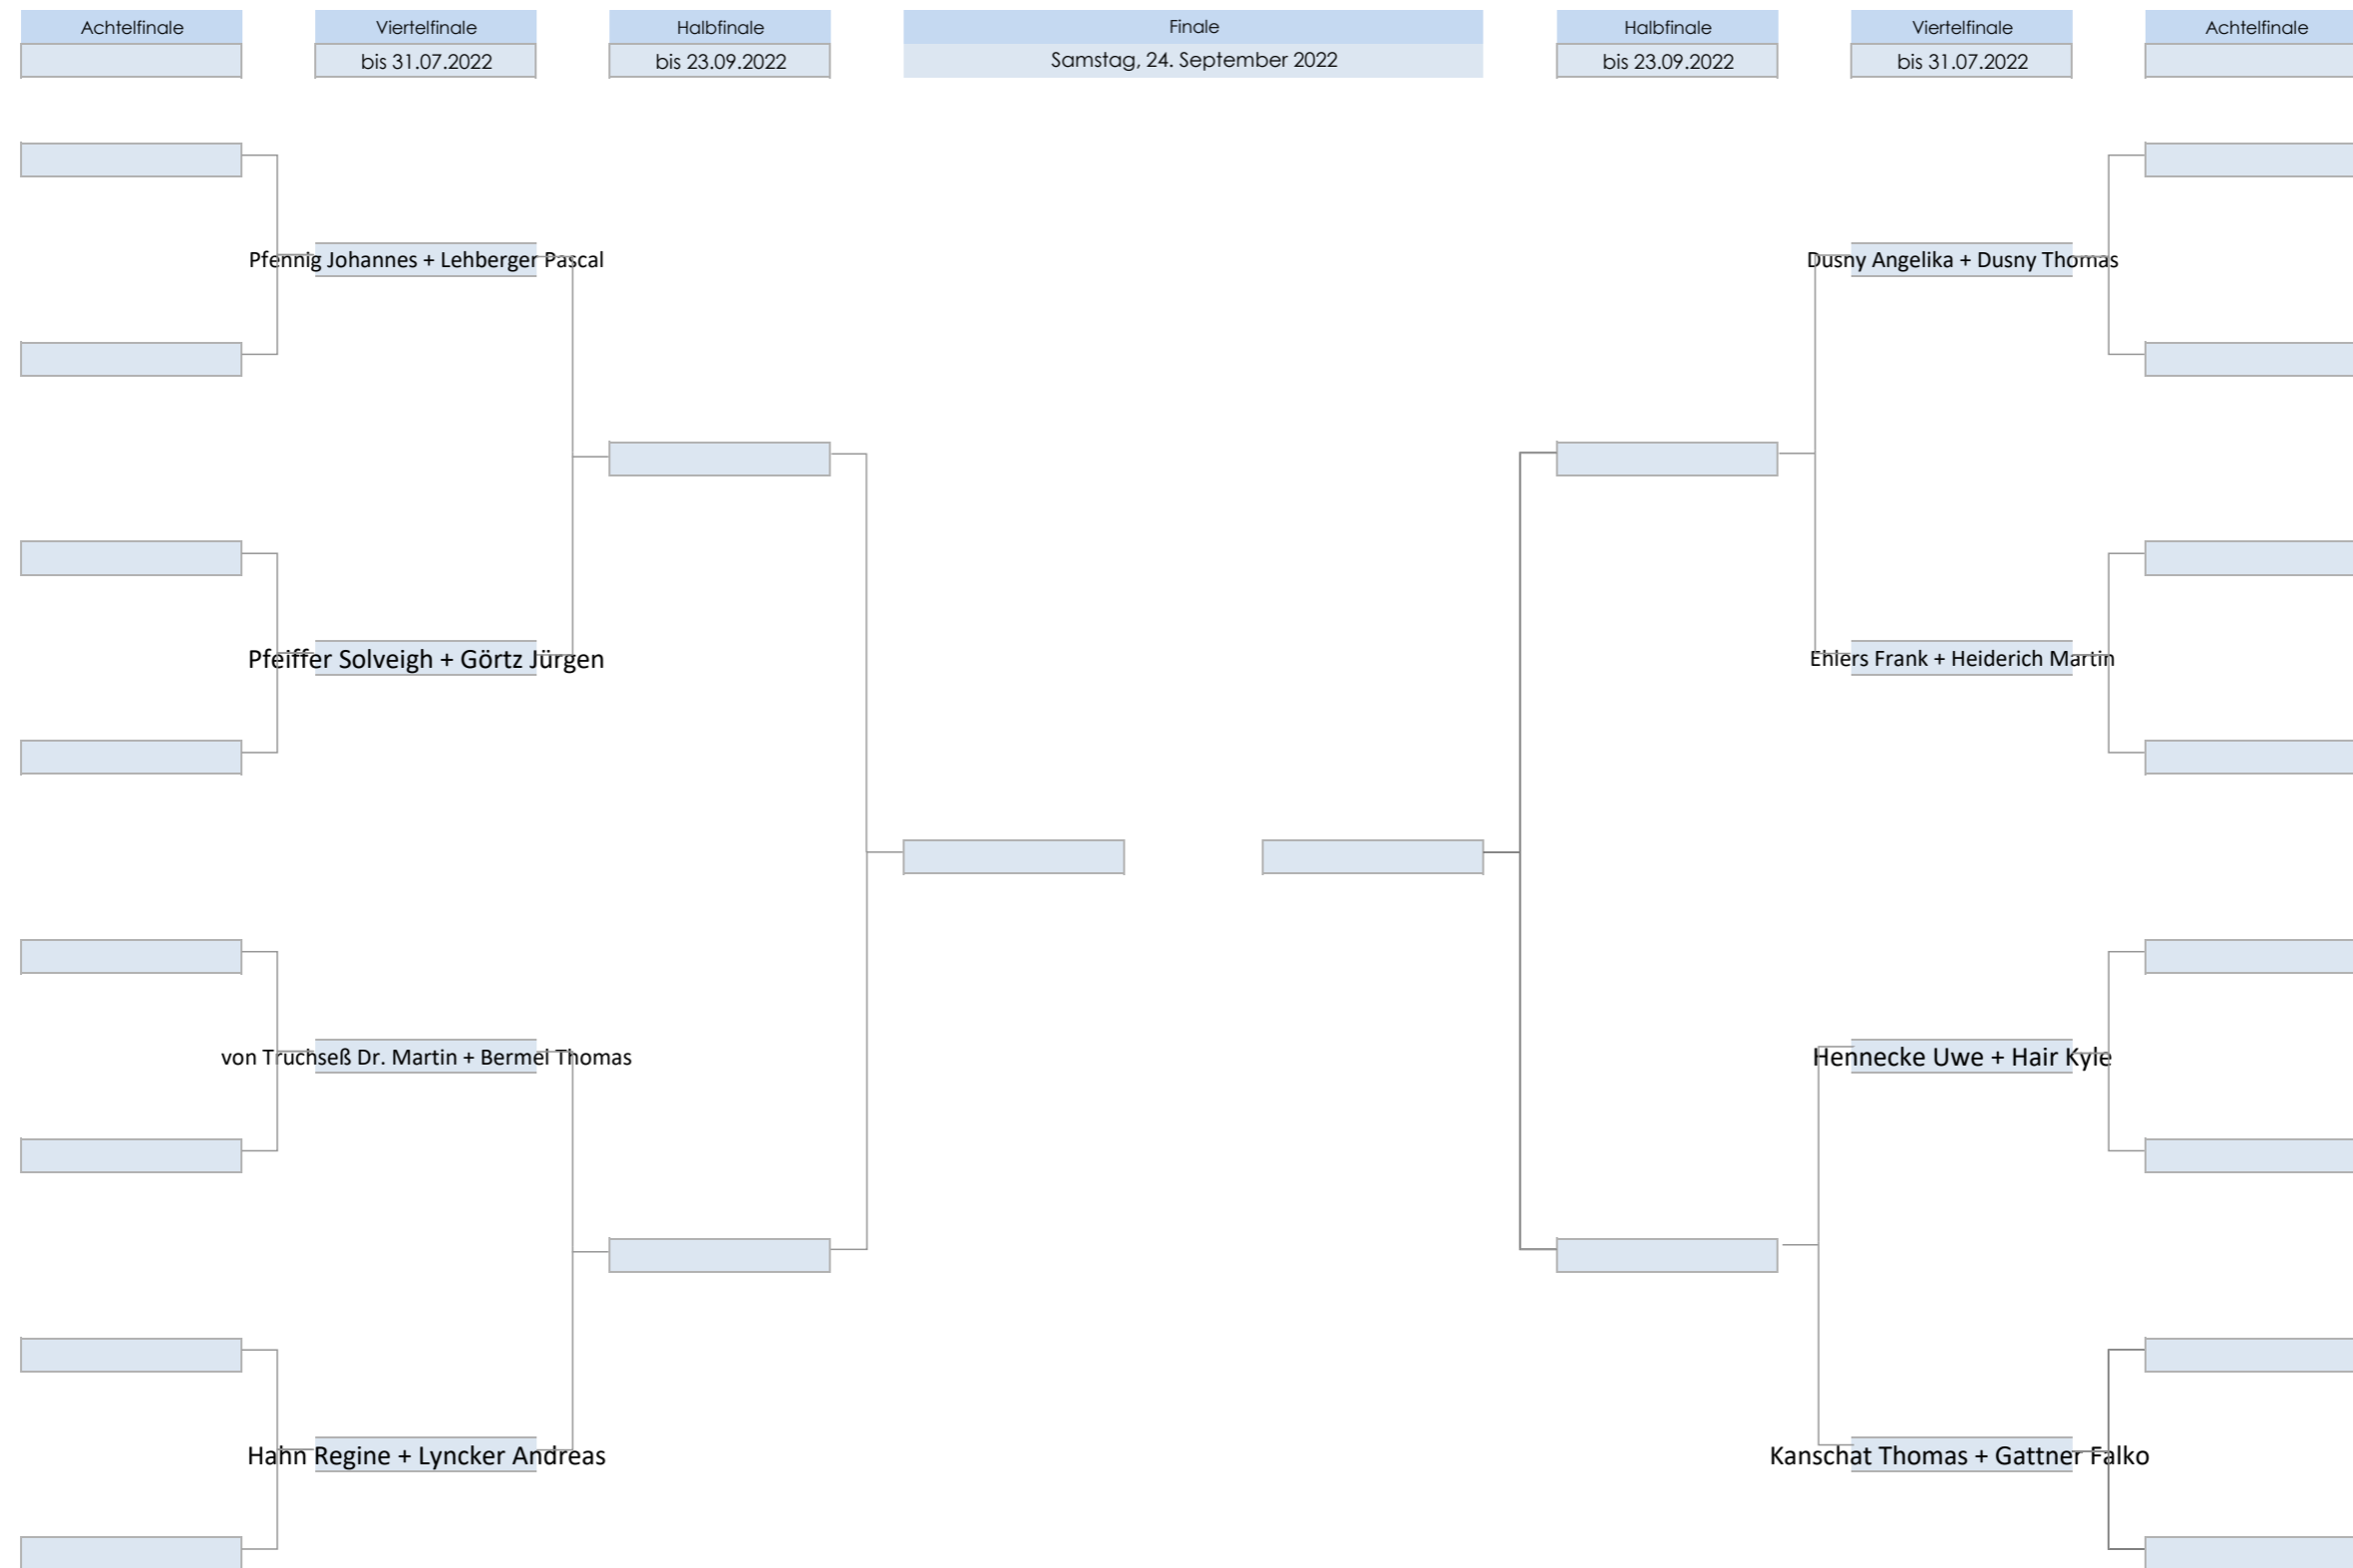 Achtelfinale
Viertelfinale
Halbfinale
Finale
Halbfinale
Viertelfinale
Achtelfinale
bis 31.07.2022
bis 23.09.2022
Samstag, 24. September 2022
bis 23.09.2022
bis 31.07.2022
Pfennig Johannes + Lehberger Pascal
Dusny Angelika + Dusny Thomas
Pfeiffer Solveigh + Görtz Jürgen
Ehlers Frank + Heiderich Martin
von Truchseß Dr. Martin + Bermel Thomas
Hennecke Uwe + Hair Kyle
Hahn Regine + Lyncker Andreas
Kanschat Thomas + Gattner Falko